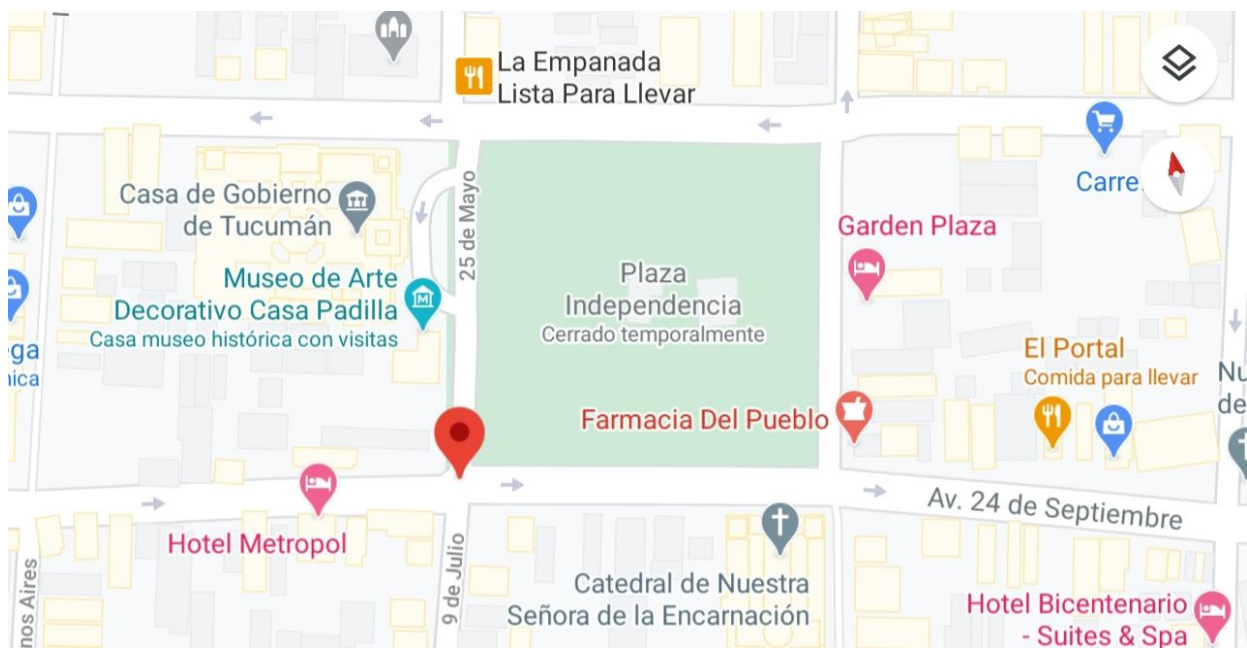 La Empanada
Lista Para Llevar
Casa de Gobierno
de Tucumán
25 de Mayo
Carre
Garden Plaza
Museo de Arte
Decorativo Casa Padilla
Casa museo histórica con visitas
Plaza
Independencia
Cerrado temporalmente
ega
nica
El Portal
Comida para llevar
Nu
de
Farmacia Del Pueblo
Av. 24 de Septiembre
Hotel Metropol
9 de Julio
nos Aires
Catedral de Nuestra
Señora de la Encarnación
Hotel Bicentenario
- Suites & Spa